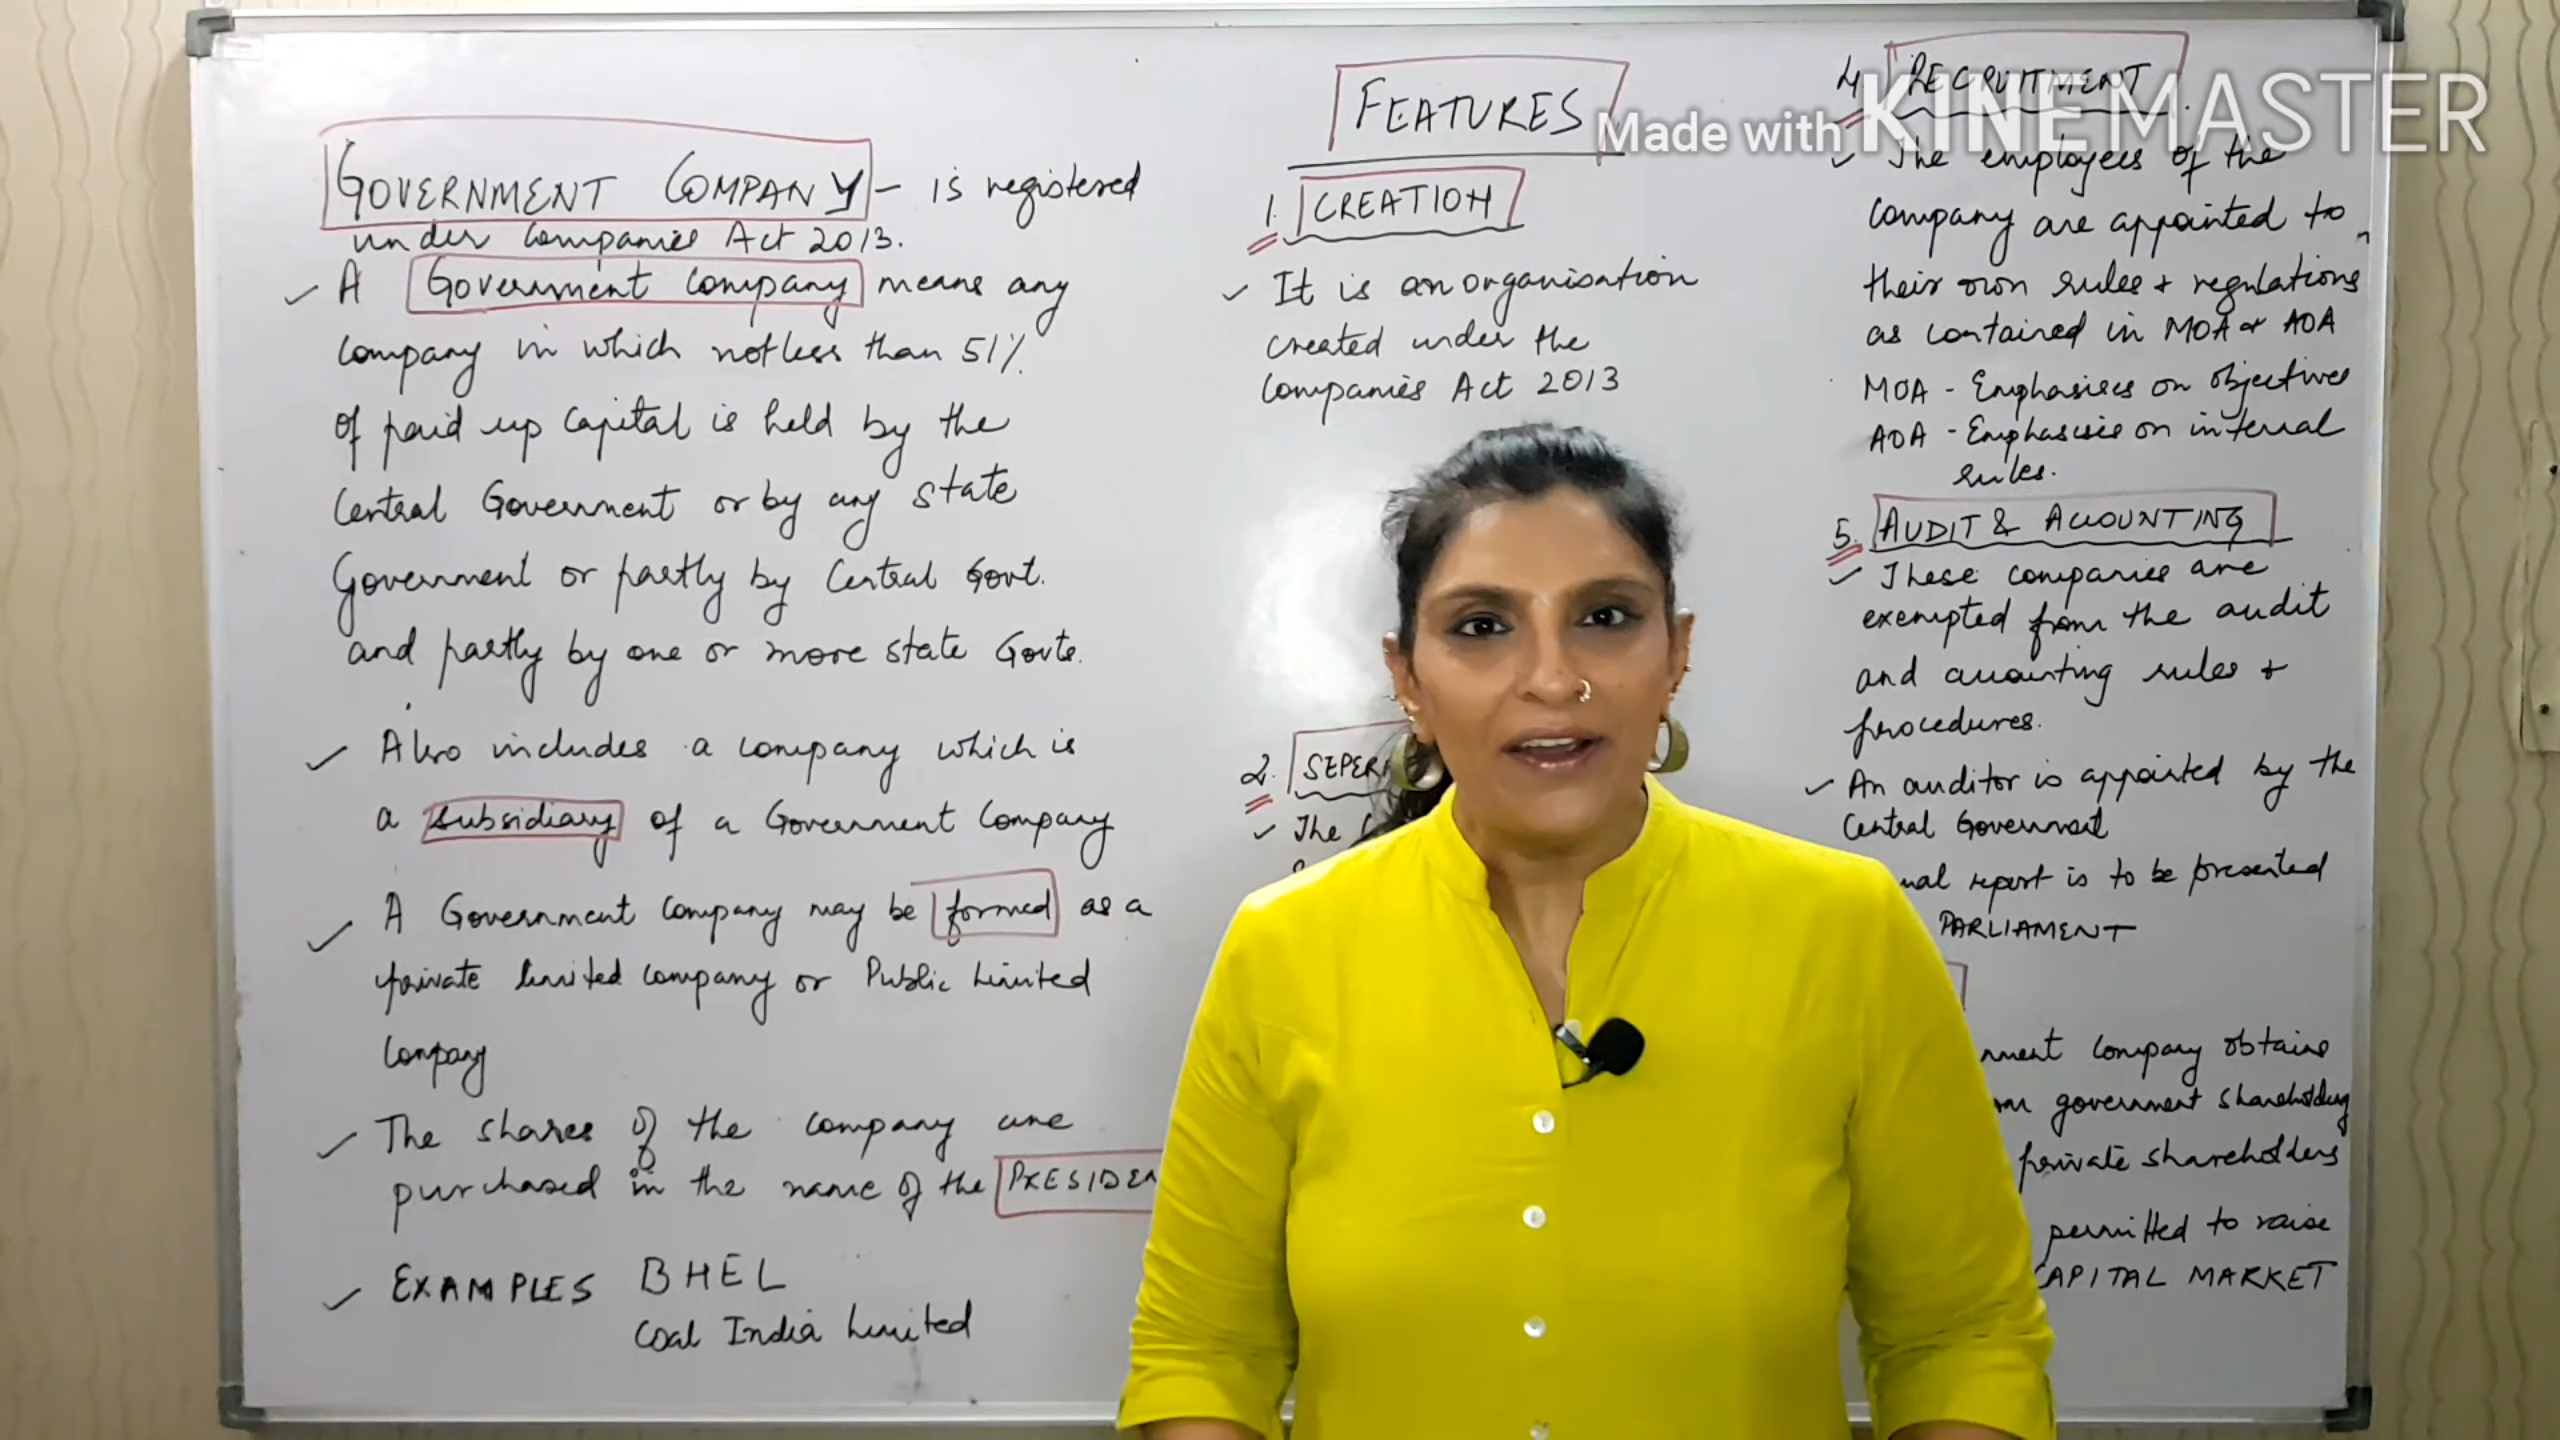 GOVERNMENT COMPANY - is registered
under Companies Act 2013.
✓ A Government Company means any
company in which not less than 51%
of paid up capital is held by the
Central Government or by any state
Government or partly by Central Govt.
and partly by one or more state Govts.
✓ Also includes a company which is
a subsidiary of a Government Company
✓ A Government Company may be formed as a
private limited company or Public Limited
Company
✓ The shares of the company are
purchased in the name of the PRESIDEN
✓ EXAMPLES BHEL
Coal India Limited
FEATURES
1. CREATION
✓ It is an organisation
created under the
Companies Act 2013
2. SEPER
✓ The
4. RECRUITMENT
✓ The employees of the
company are appointed to
their own rules + regulations
as contained in MOA & AOA
MOA - Emphasises on objectives
AOA - Emphasises on internal
rules.
5. AUDIT & ACCOUNTING
✓ These companies are
exempted from the audit
and accounting rules +
procedures.
✓ An auditor is appointed by the
Central Government
nual report is to be presented
PARLIAMENT
nment Company obtains
om government shareholding
private shareholders
permitted to raise
CAPITAL MARKET
Made with KINEMASTER